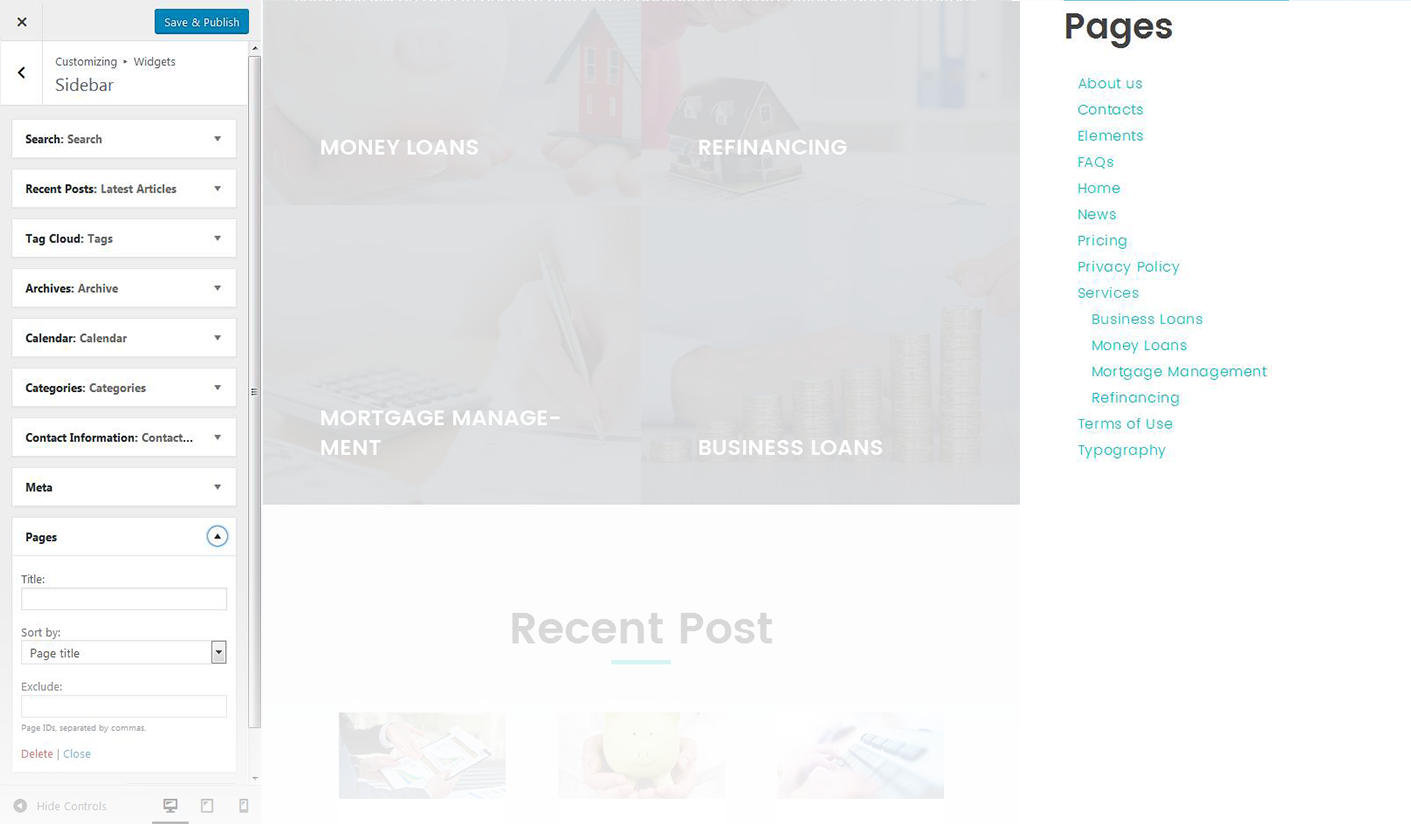 Save & Publish
Customizing ▸ Widgets
Sidebar
Search: Search
Recent Posts: Latest Articles
Tag Cloud: Tags
Archives: Archive
Calendar: Calendar
Categories: Categories
Contact Information: Contact...
Meta
Pages
Title:
Sort by:
Page title
Exclude:
Page IDs, separated by commas.
Delete | Close
Hide Controls
MONEY LOANS
REFINANCING
MORTGAGE MANAGE-
MENT
BUSINESS LOANS
Recent Post
Pages
About us
Contacts
Elements
FAQs
Home
News
Pricing
Privacy Policy
Services
Business Loans
Money Loans
Mortgage Management
Refinancing
Terms of Use
Typography